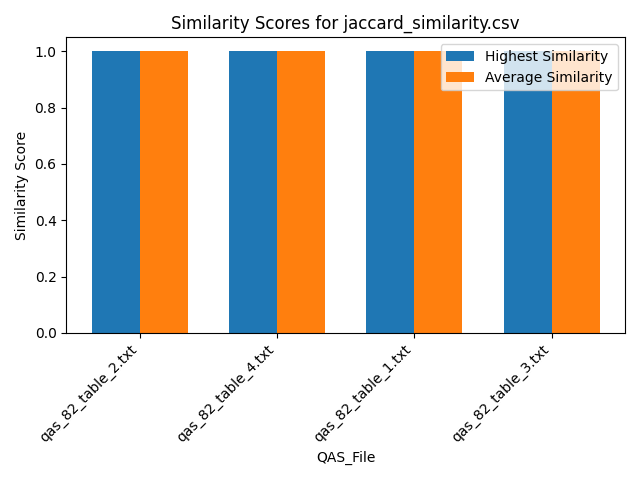 Similarity Scores for jaccard_similarity.csv
Highest Similarity
Average Similarity
Similarity Score
1.0
0.8
0.6
0.4
0.2
0.0
qas_82_table_2.txt
qas_82_table_4.txt
qas_82_table_1.txt
qas_82_table_3.txt
QAS_File